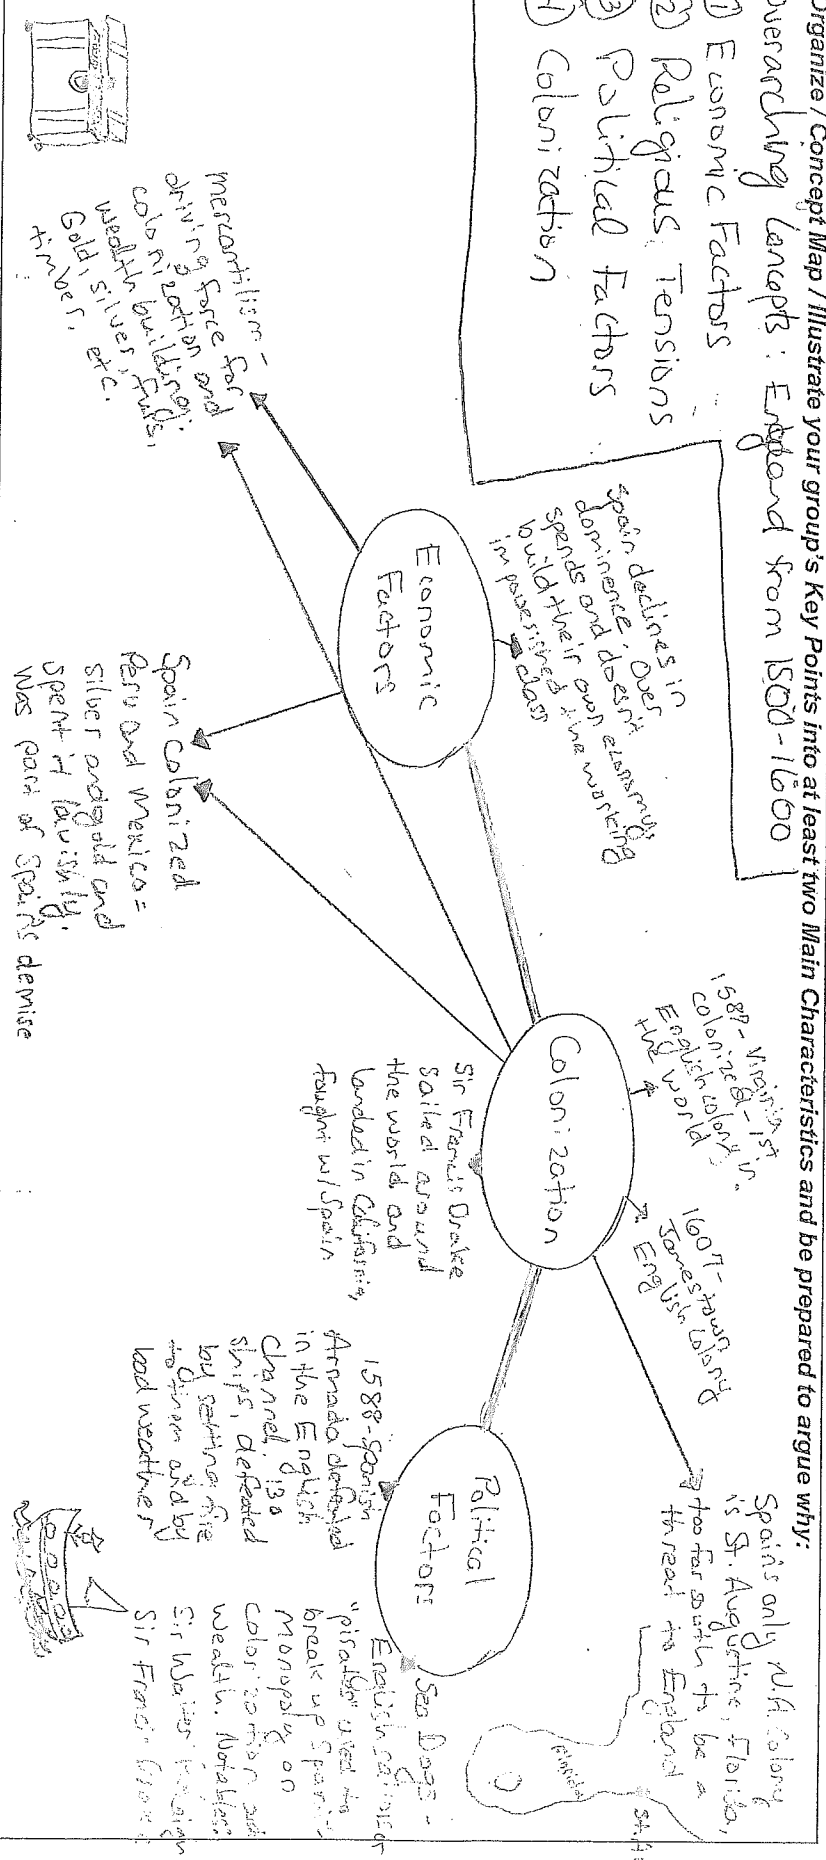 Organize / Concept Map / Illustrate your group's Key Points into at least two Main Characteristics and be prepared to argue why:
Overarching Concepts: England from 1500-1600
① Economic Factors
② Religious Tensions
③ Political Factors
④ Colonization
Spain declines in
dominence. Over
spends and doesn't
build their own economy,
impoverished the working
class
Economic
Factors
mercantilism =
driving force for
colonization and
wealth building:
Gold, silver, furs,
timber, etc.
Spain Colonized
Peru and Mexico =
silver and gold and
spent it lavishly.
was part of Spain's demise
1587- Virginia
colonized - 1st
English colony in
the world
1607-
Jamestown
English Colony
Colonization
Sir Francis Drake
sailed around
the world and
landed in California,
fought w/ Spain
Spain's only N.A. Colony
is St. Augustine, Florida,
too far south to be a
threat to England
St. A
Florida
Political
Factors
1588- Spanish
Armada defeated
in the English
Channel, 130
ships, defeated
by setting fire
to them and by
bad weather
Sea Dogs -
English sailors or
"pirates" used to
break up Spanis
monopoly on
colonization and
wealth. Notables:
Sir Walter
Sir Francis